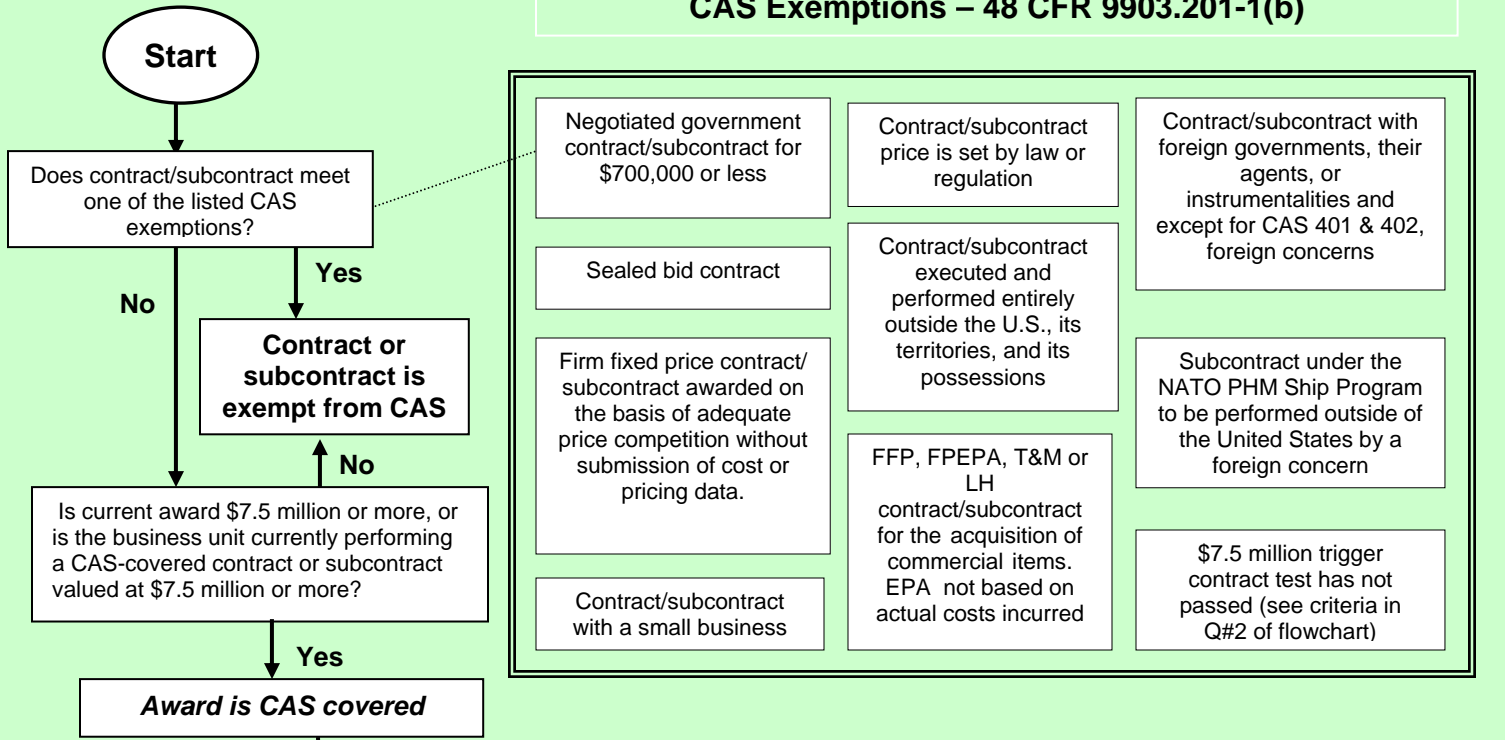 CAS Exemptions – 48 CFR 9903.201-1(b)
Start
Does contract/subcontract meet
one of the listed CAS
exemptions?
No
Yes
Contract or
subcontract is
exempt from CAS
No
Is current award $7.5 million or more, or
is the business unit currently performing
a CAS-covered contract or subcontract
valued at $7.5 million or more?
Yes
Award is CAS covered
Negotiated government
contract/subcontract for
$700,000 or less
Sealed bid contract
Firm fixed price contract/
subcontract awarded on
the basis of adequate
price competition without
submission of cost or
pricing data.
Contract/subcontract
with a small business
Contract/subcontract
price is set by law or
regulation
Contract/subcontract
executed and
performed entirely
outside the U.S., its
territories, and its
possessions
FFP, FPEPA, T&M or
LH
contract/subcontract
for the acquisition of
commercial items.
EPA not based on
actual costs incurred
Contract/subcontract with
foreign governments, their
agents, or
instrumentalities and
except for CAS 401 & 402,
foreign concerns
Subcontract under the
NATO PHM Ship Program
to be performed outside of
the United States by a
foreign concern
$7.5 million trigger
contract test has not
passed (see criteria in
Q#2 of flowchart)